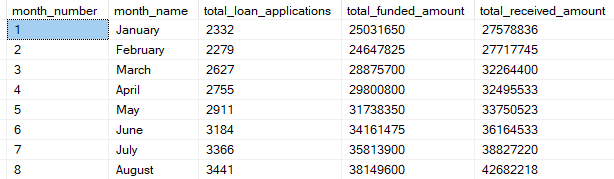 month_number month_name total_loan_applications total_funded_amount total_received_amount
1 January 2332 25031650 27578836
2 February 2279 24647825 27717745
3 March 2627 28875700 32264400
4 April 2755 29800800 32495533
5 May 2911 31738350 33750523
6 June 3184 34161475 36164533
7 July 3366 35813900 38827220
8 August 3441 38149600 42682218